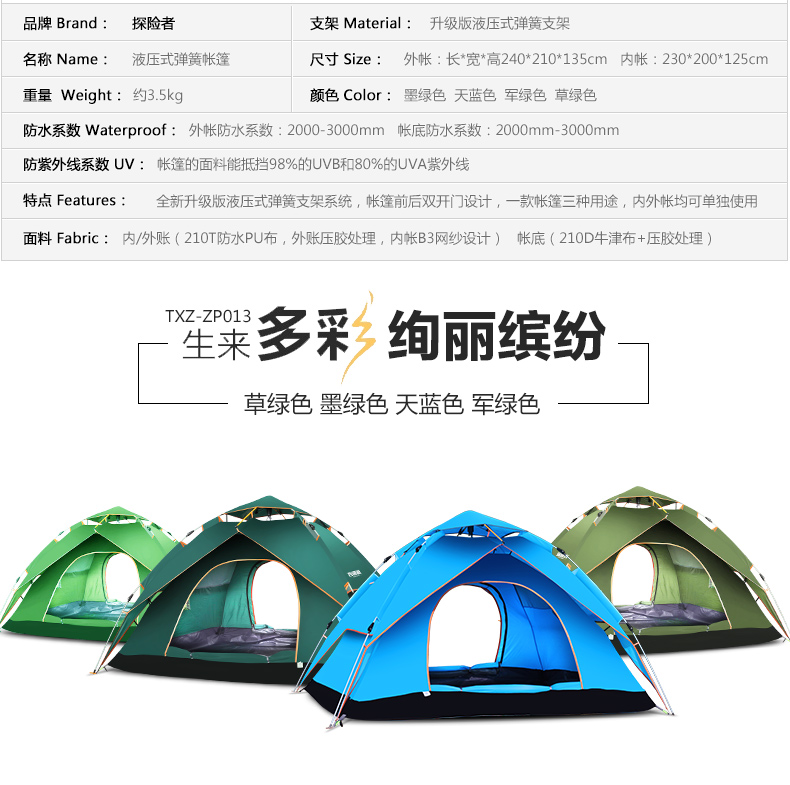 品牌 Brand： 探险者 支架 Material： 升级版液压式弹簧支架
名称 Name： 液压式弹簧帐篷 尺寸 Size： 外帐：长*宽*高240*210*135cm 内帐：230*200*125cm
重量 Weight： 约3.5kg 颜色 Color： 墨绿色 天蓝色 军绿色 草绿色
防水系数 Waterproof： 外帐防水系数：2000-3000mm 帐底防水系数：2000mm-3000mm
防紫外线系数 UV： 帐篷的面料能抵挡98%的UVB和80%的UVA紫外线
特点 Features： 全新升级版液压式弹簧支架系统，帐篷前后双开门设计，一款帐篷三种用途，内外帐均可单独使用
面料 Fabric： 内/外账（210T防水PU布，外账压胶处理，内帐B3网纱设计） 帐底（210D牛津布+压胶处理）
TXZ-ZP013
生来多彩 绚丽缤纷
草绿色 墨绿色 天蓝色 军绿色